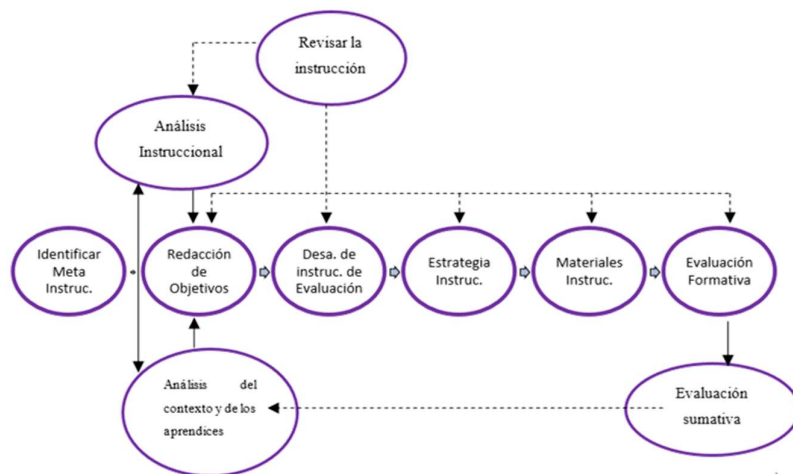 Revisar la
instrucción
Análisis
Instruccional
Identificar
Meta
Instruc.
Redacción
de
Objetivos
Desa. de
instruc. de
Evaluación
Estrategia
Instruc.
Materiales
Instruc.
Evaluación
Formativa
Análisis del
contexto y de los
aprendices
Evaluación
sumativa